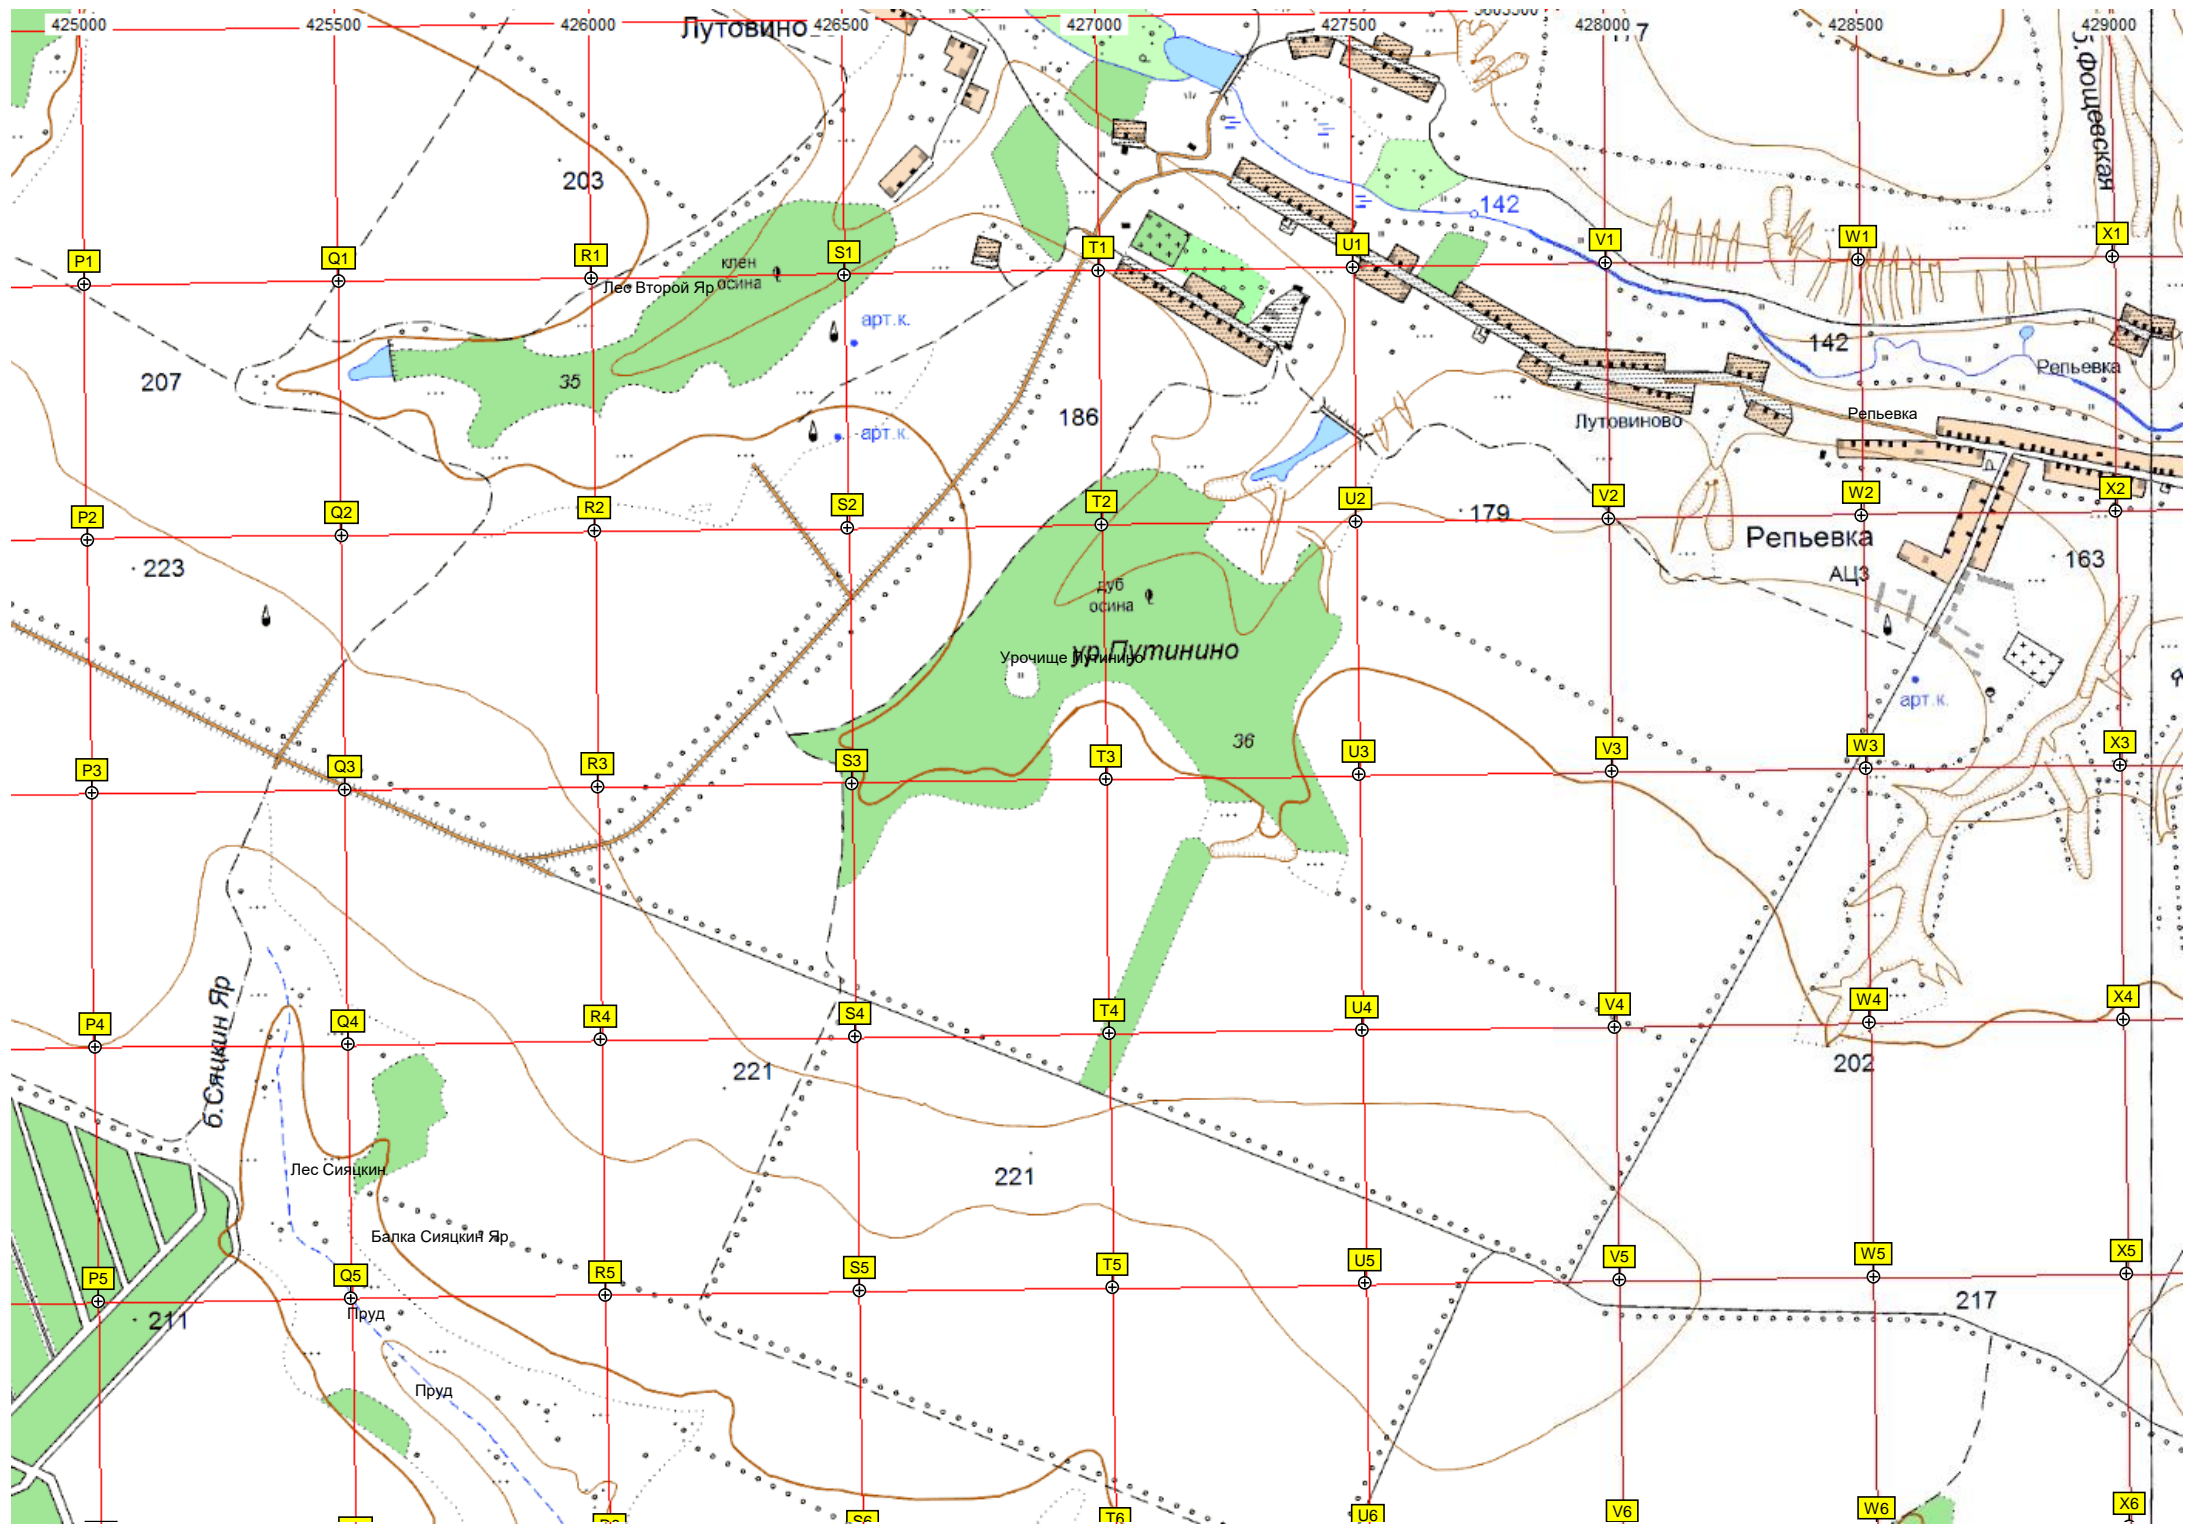 425000 425500 426000 426500 427000 427500 428000 428500 429000
Лутовино
203
142
P1 Q1 R1 S1 T1 U1 V1 W1 X1
клен
осина
Лес Второй Яр
арт.к.
142
Репьевка
207
35
186
Репьевка
Лутовиново
арт.к.
P2 Q2 R2 S2 T2 U2 V2 W2 X2
179
Репьевка
223
163
АЦЗ
дуб
осина
ур.Путинино
Урочище Путинино
арт.к.
36
P3 Q3 R3 S3 T3 U3 V3 W3 X3
P4 Q4 R4 S4 T4 U4 V4 W4 X4
б.Сяцкин Яр
221
202
Лес Сияцкин
221
Балка Сияцкин Яр
P5 Q5 R5 S5 T5 U5 V5 W5 X5
211
Пруд
217
Пруд
S6 T6 U6 V6 W6 X6